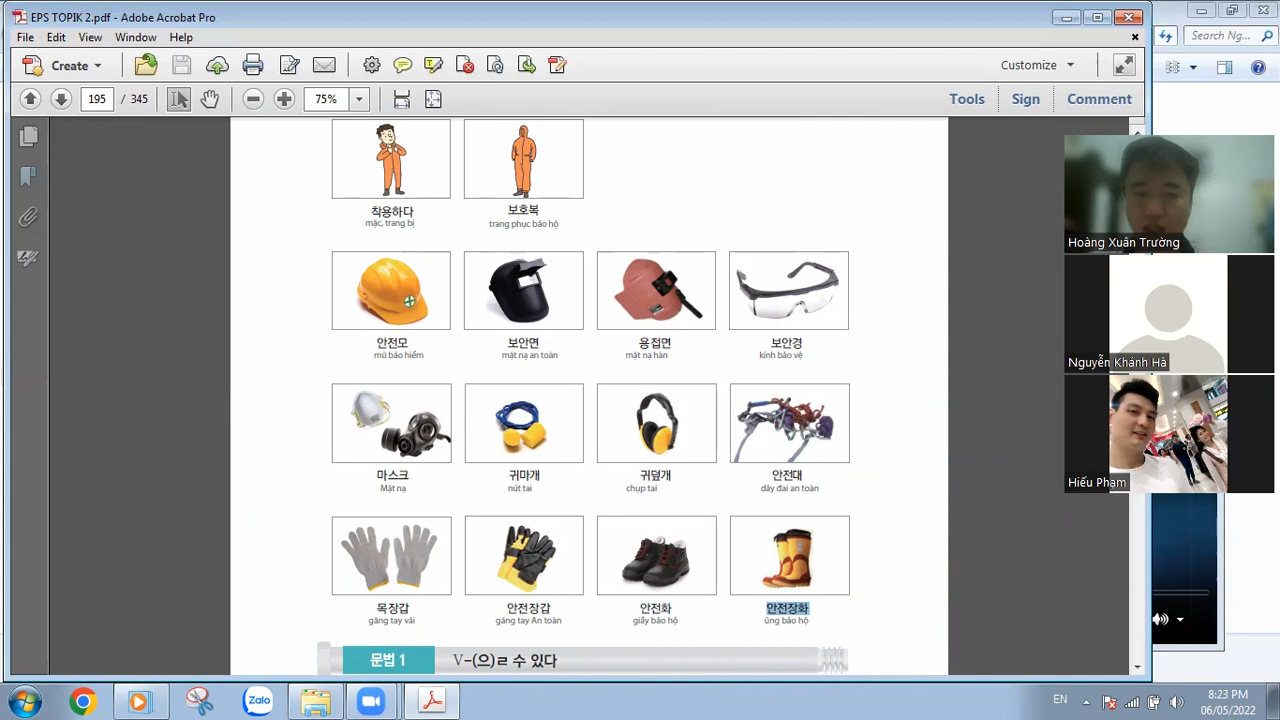 EPS TOPIK 2.pdf - Adobe Acrobat Pro
File Edit View Window Help
Search Ng...
Create
Customize
195 / 345
75%
Tools Sign Comment
착용하다 보호복
mặc, trang bị trang phục bảo hộ
안전모 보안면 용접면 보안경
mũ bảo hiểm mặt nạ an toàn mặt nạ hàn kính bảo vệ
마스크 귀마개 귀덮개 안전대
Mặt nạ nút tai chụp tai dây đai an toàn
목장갑 안전장갑 안전화 안전장화
găng tay vải găng tay An toàn giầy bảo hộ ủng bảo hộ
문법 1 V-(으)ㄹ 수 있다
Hoàng Xuân Trường
Nguyễn Khánh Hà
Hiếu Phạm
Zalo
EN
8:23 PM
06/05/2022